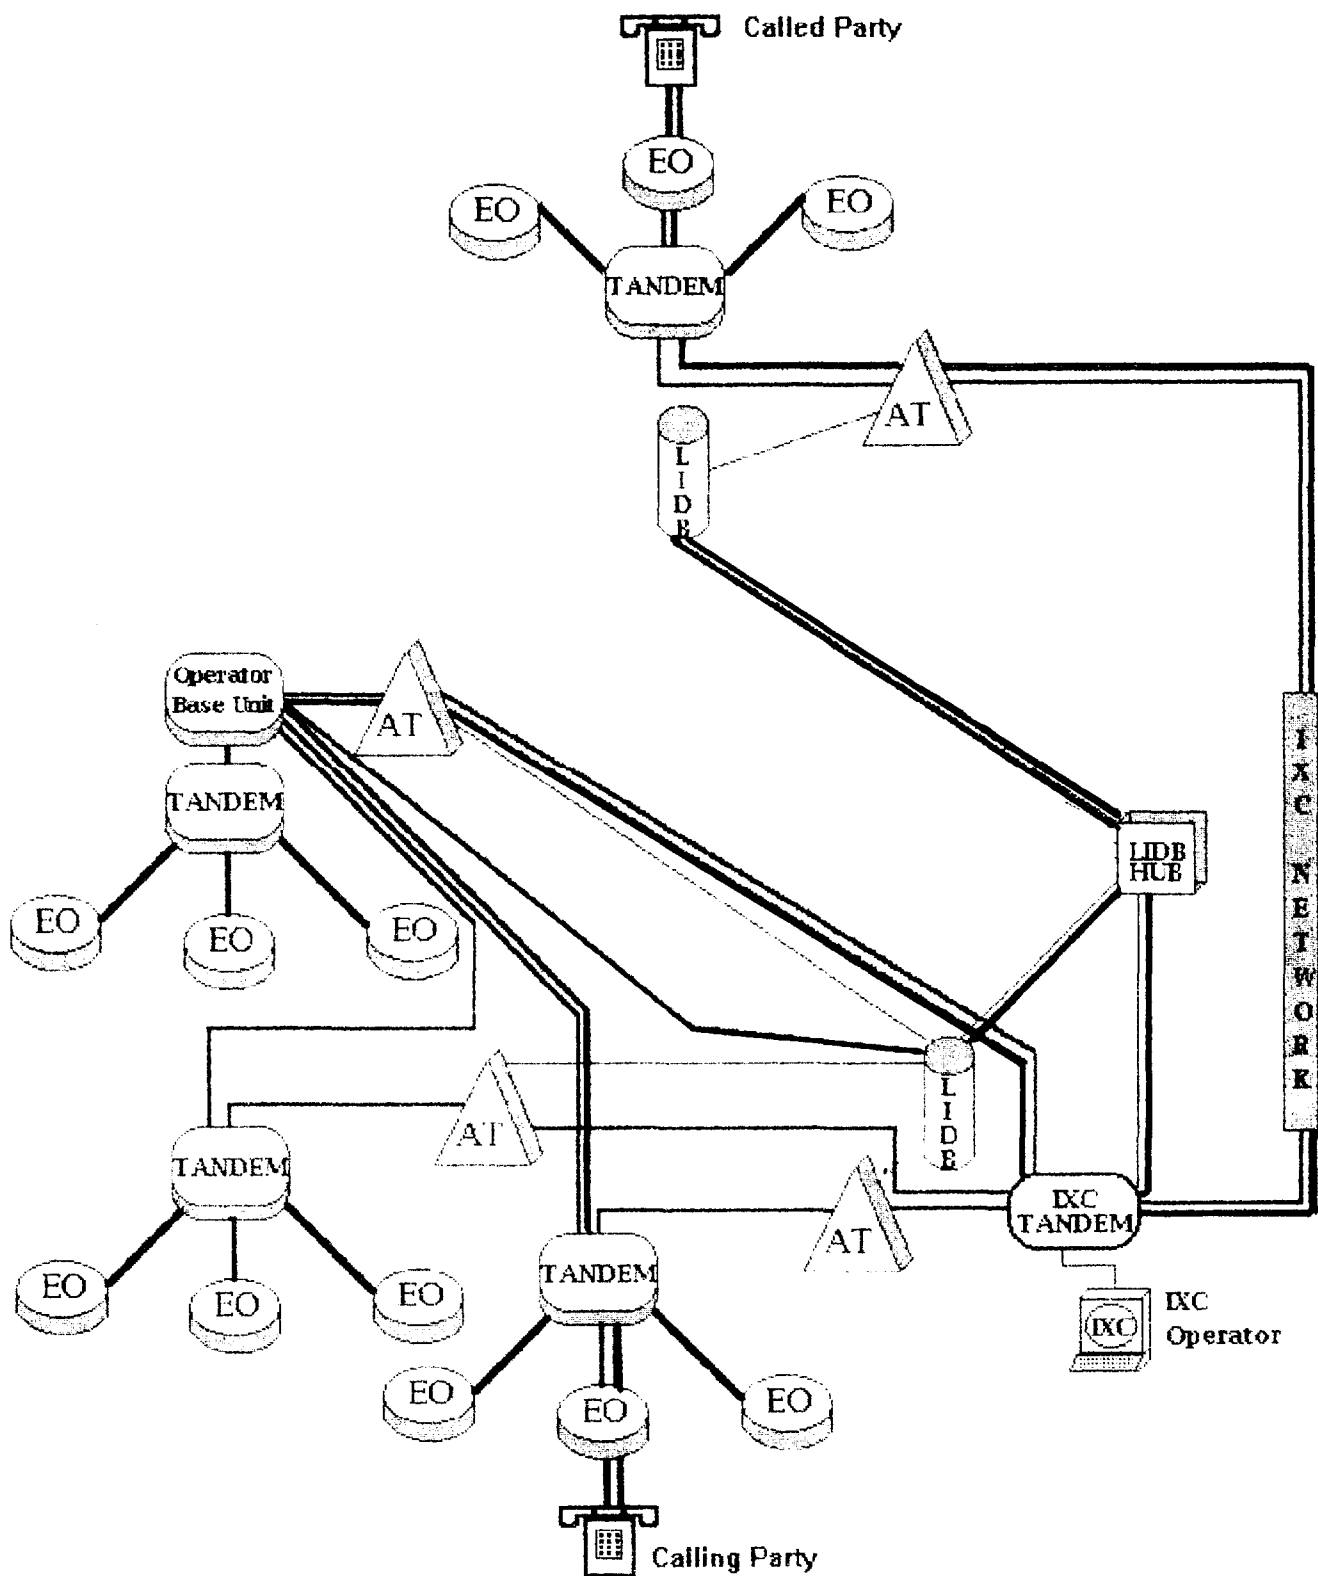 Called Party
EO
EO
EO
TANDEM
AT
LIDB
Operator
Base Unit
AT
TANDEM
IXC NETWORK
LIDB
HUB
EO
EO
EO
AT
LIDB
TANDEM
AT
IXC
TANDEM
EO
EO
EO
TANDEM
IXC
IXC
Operator
EO
EO
EO
Calling Party